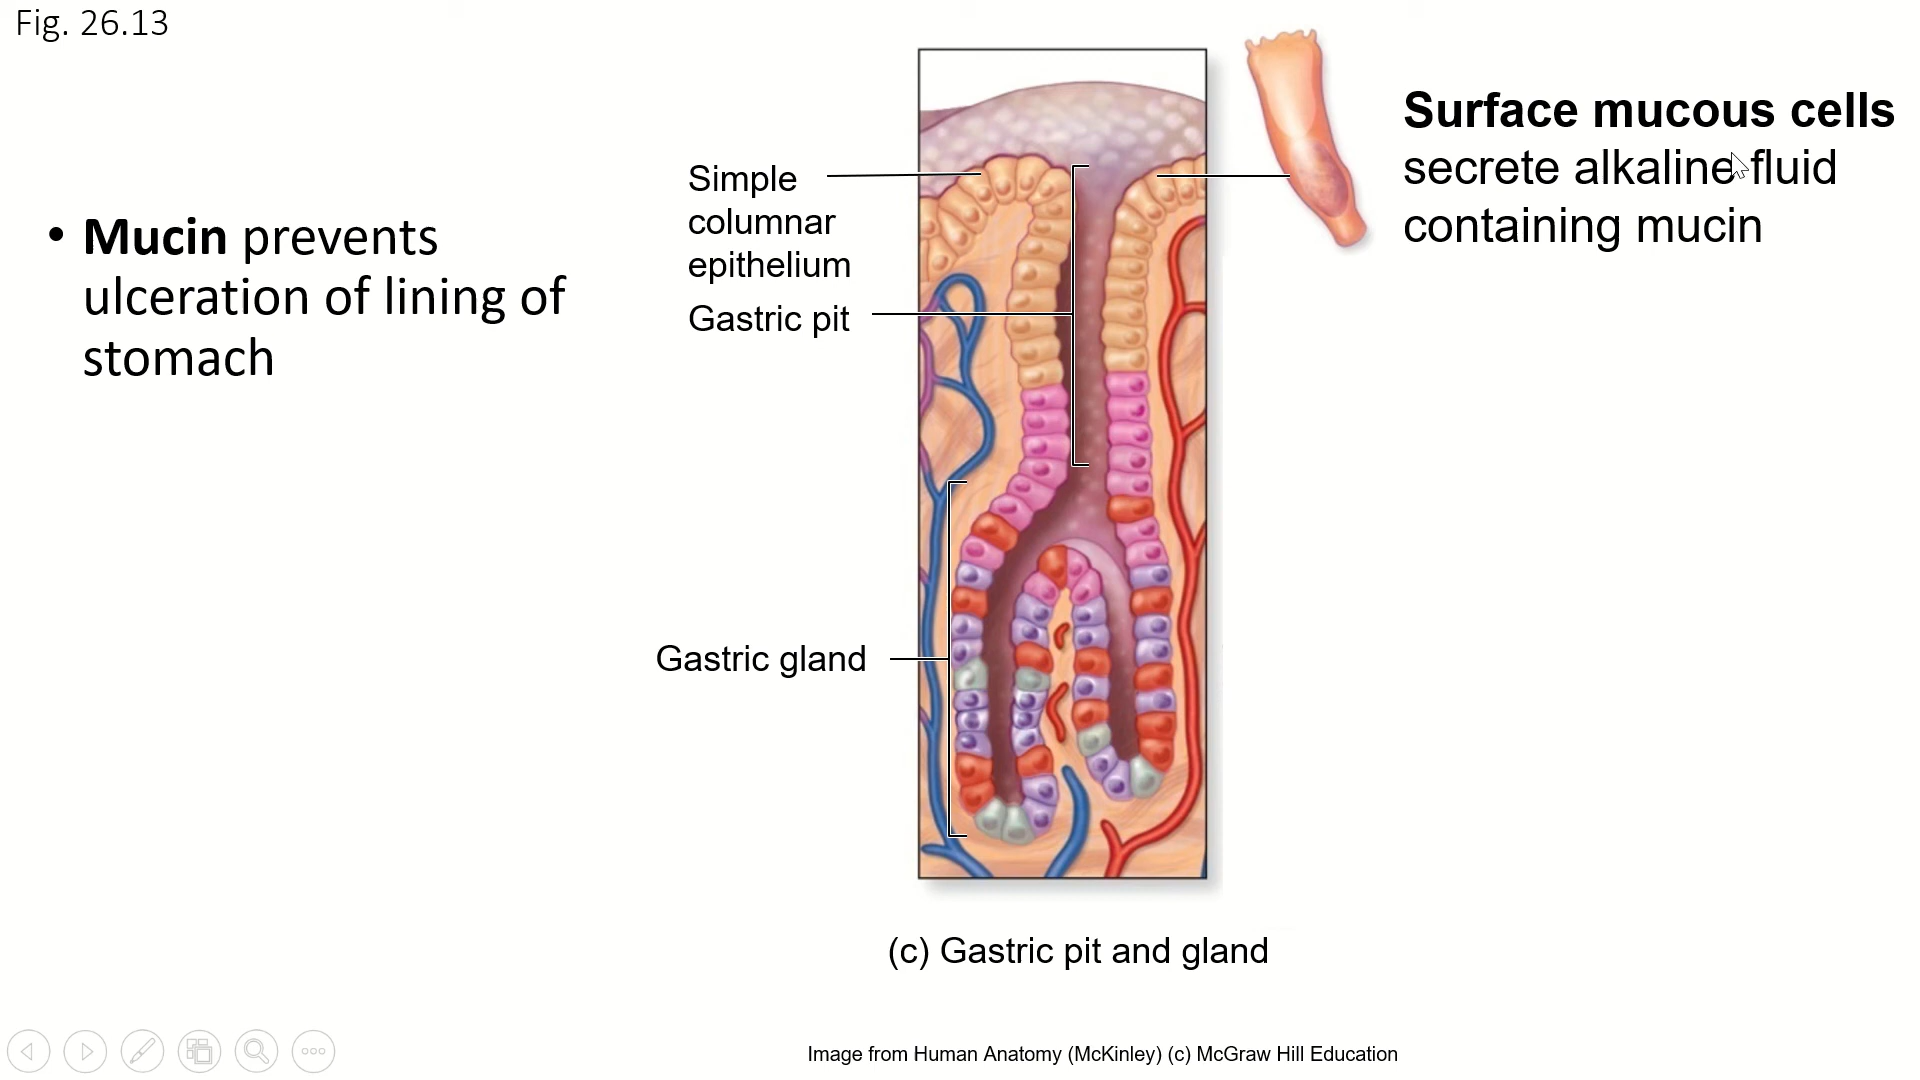 Fig. 26.13
• Mucin prevents
ulceration of lining of
stomach
Simple
columnar
epithelium
Gastric pit
Gastric gland
Surface mucous cells
secrete alkaline fluid
containing mucin
(c) Gastric pit and gland
Image from Human Anatomy (McKinley) (c) McGraw Hill Education